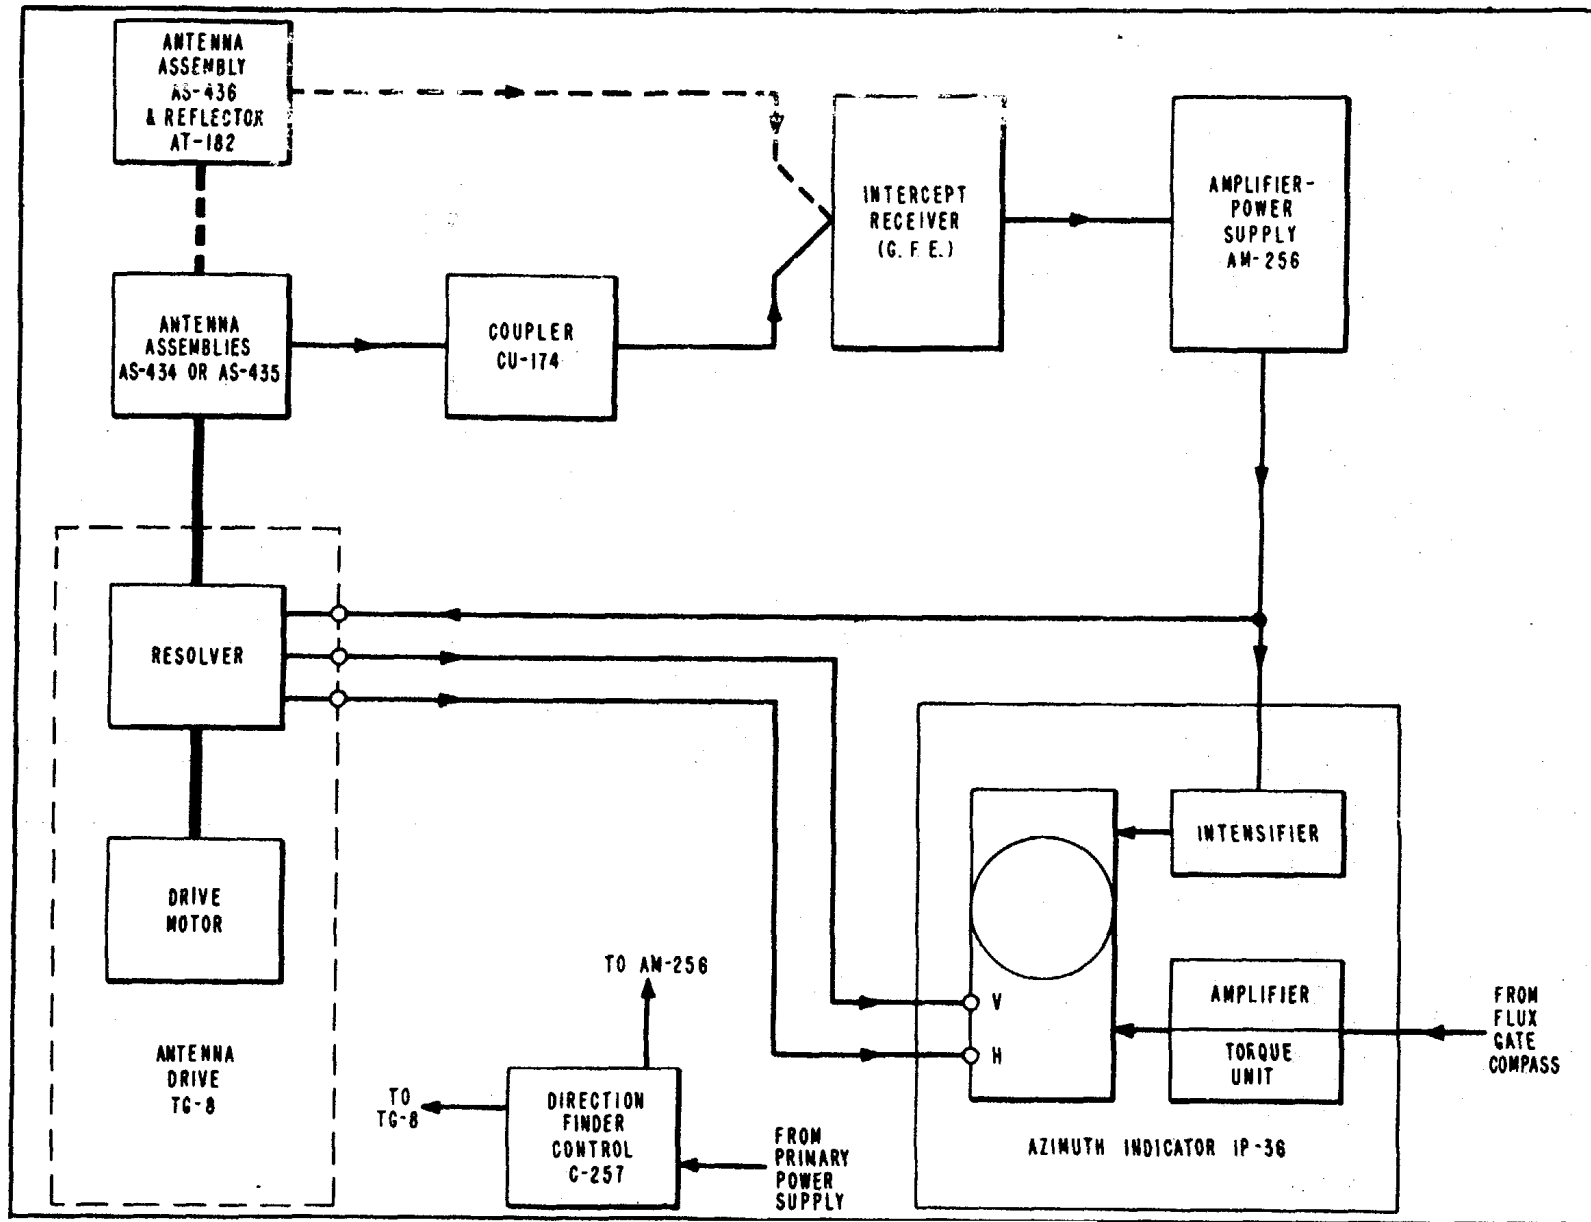 ANTENNA
ASSEMBLY
AS-436
& REFLECTOR
AT-182
INTERCEPT
RECEIVER
(G. F. E.)
AMPLIFIER-
POWER
SUPPLY
AM-256
ANTENNA
ASSEMBLIES
AS-434 OR AS-435
COUPLER
CU-174
RESOLVER
DRIVE
MOTOR
ANTENNA
DRIVE
TG-8
INTENSIFIER
V
H
AMPLIFIER
TORQUE
UNIT
FROM
FLUX
GATE
COMPASS
AZIMUTH INDICATOR IP-36
TO AM-256
TO
TG-8
DIRECTION
FINDER
CONTROL
C-257
FROM
PRIMARY
POWER
SUPPLY